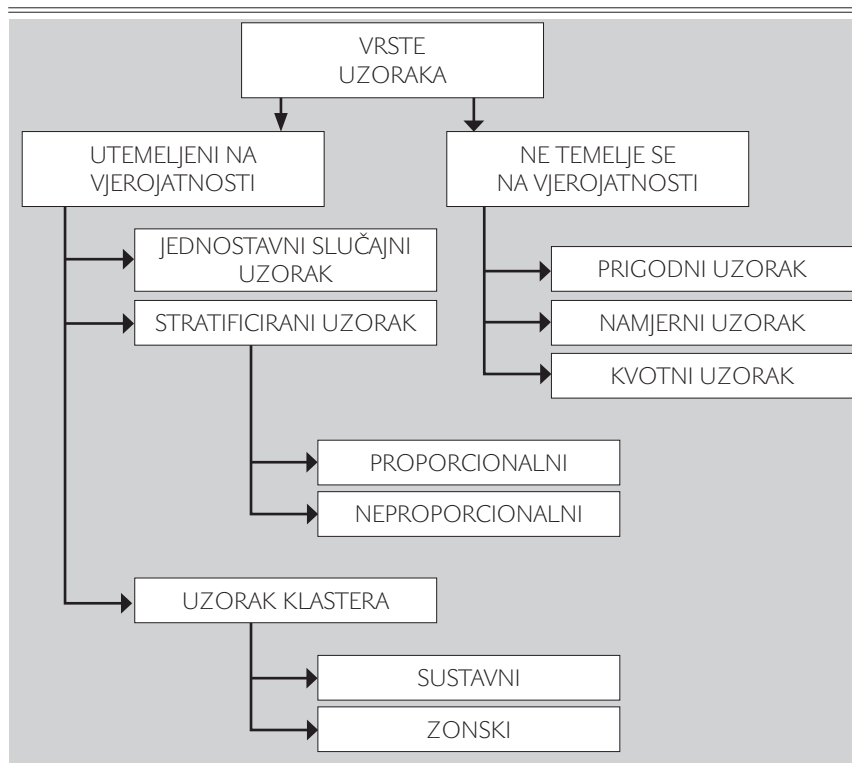 VRSTE
UZORAKA
UTEMELJENI NA
VJEROJATNOSTI
NE TEMELJE SE
NA VJEROJATNOSTI
JEDNOSTAVNI SLUČAJNI
UZORAK
STRATIFICIRANI UZORAK
PROPORCIONALNI
NEPROPORCIONALNI
UZORAK KLASTERA
SUSTAVNI
ZONSKI
PRIGODNI UZORAK
NAMJERNI UZORAK
KVOTNI UZORAK